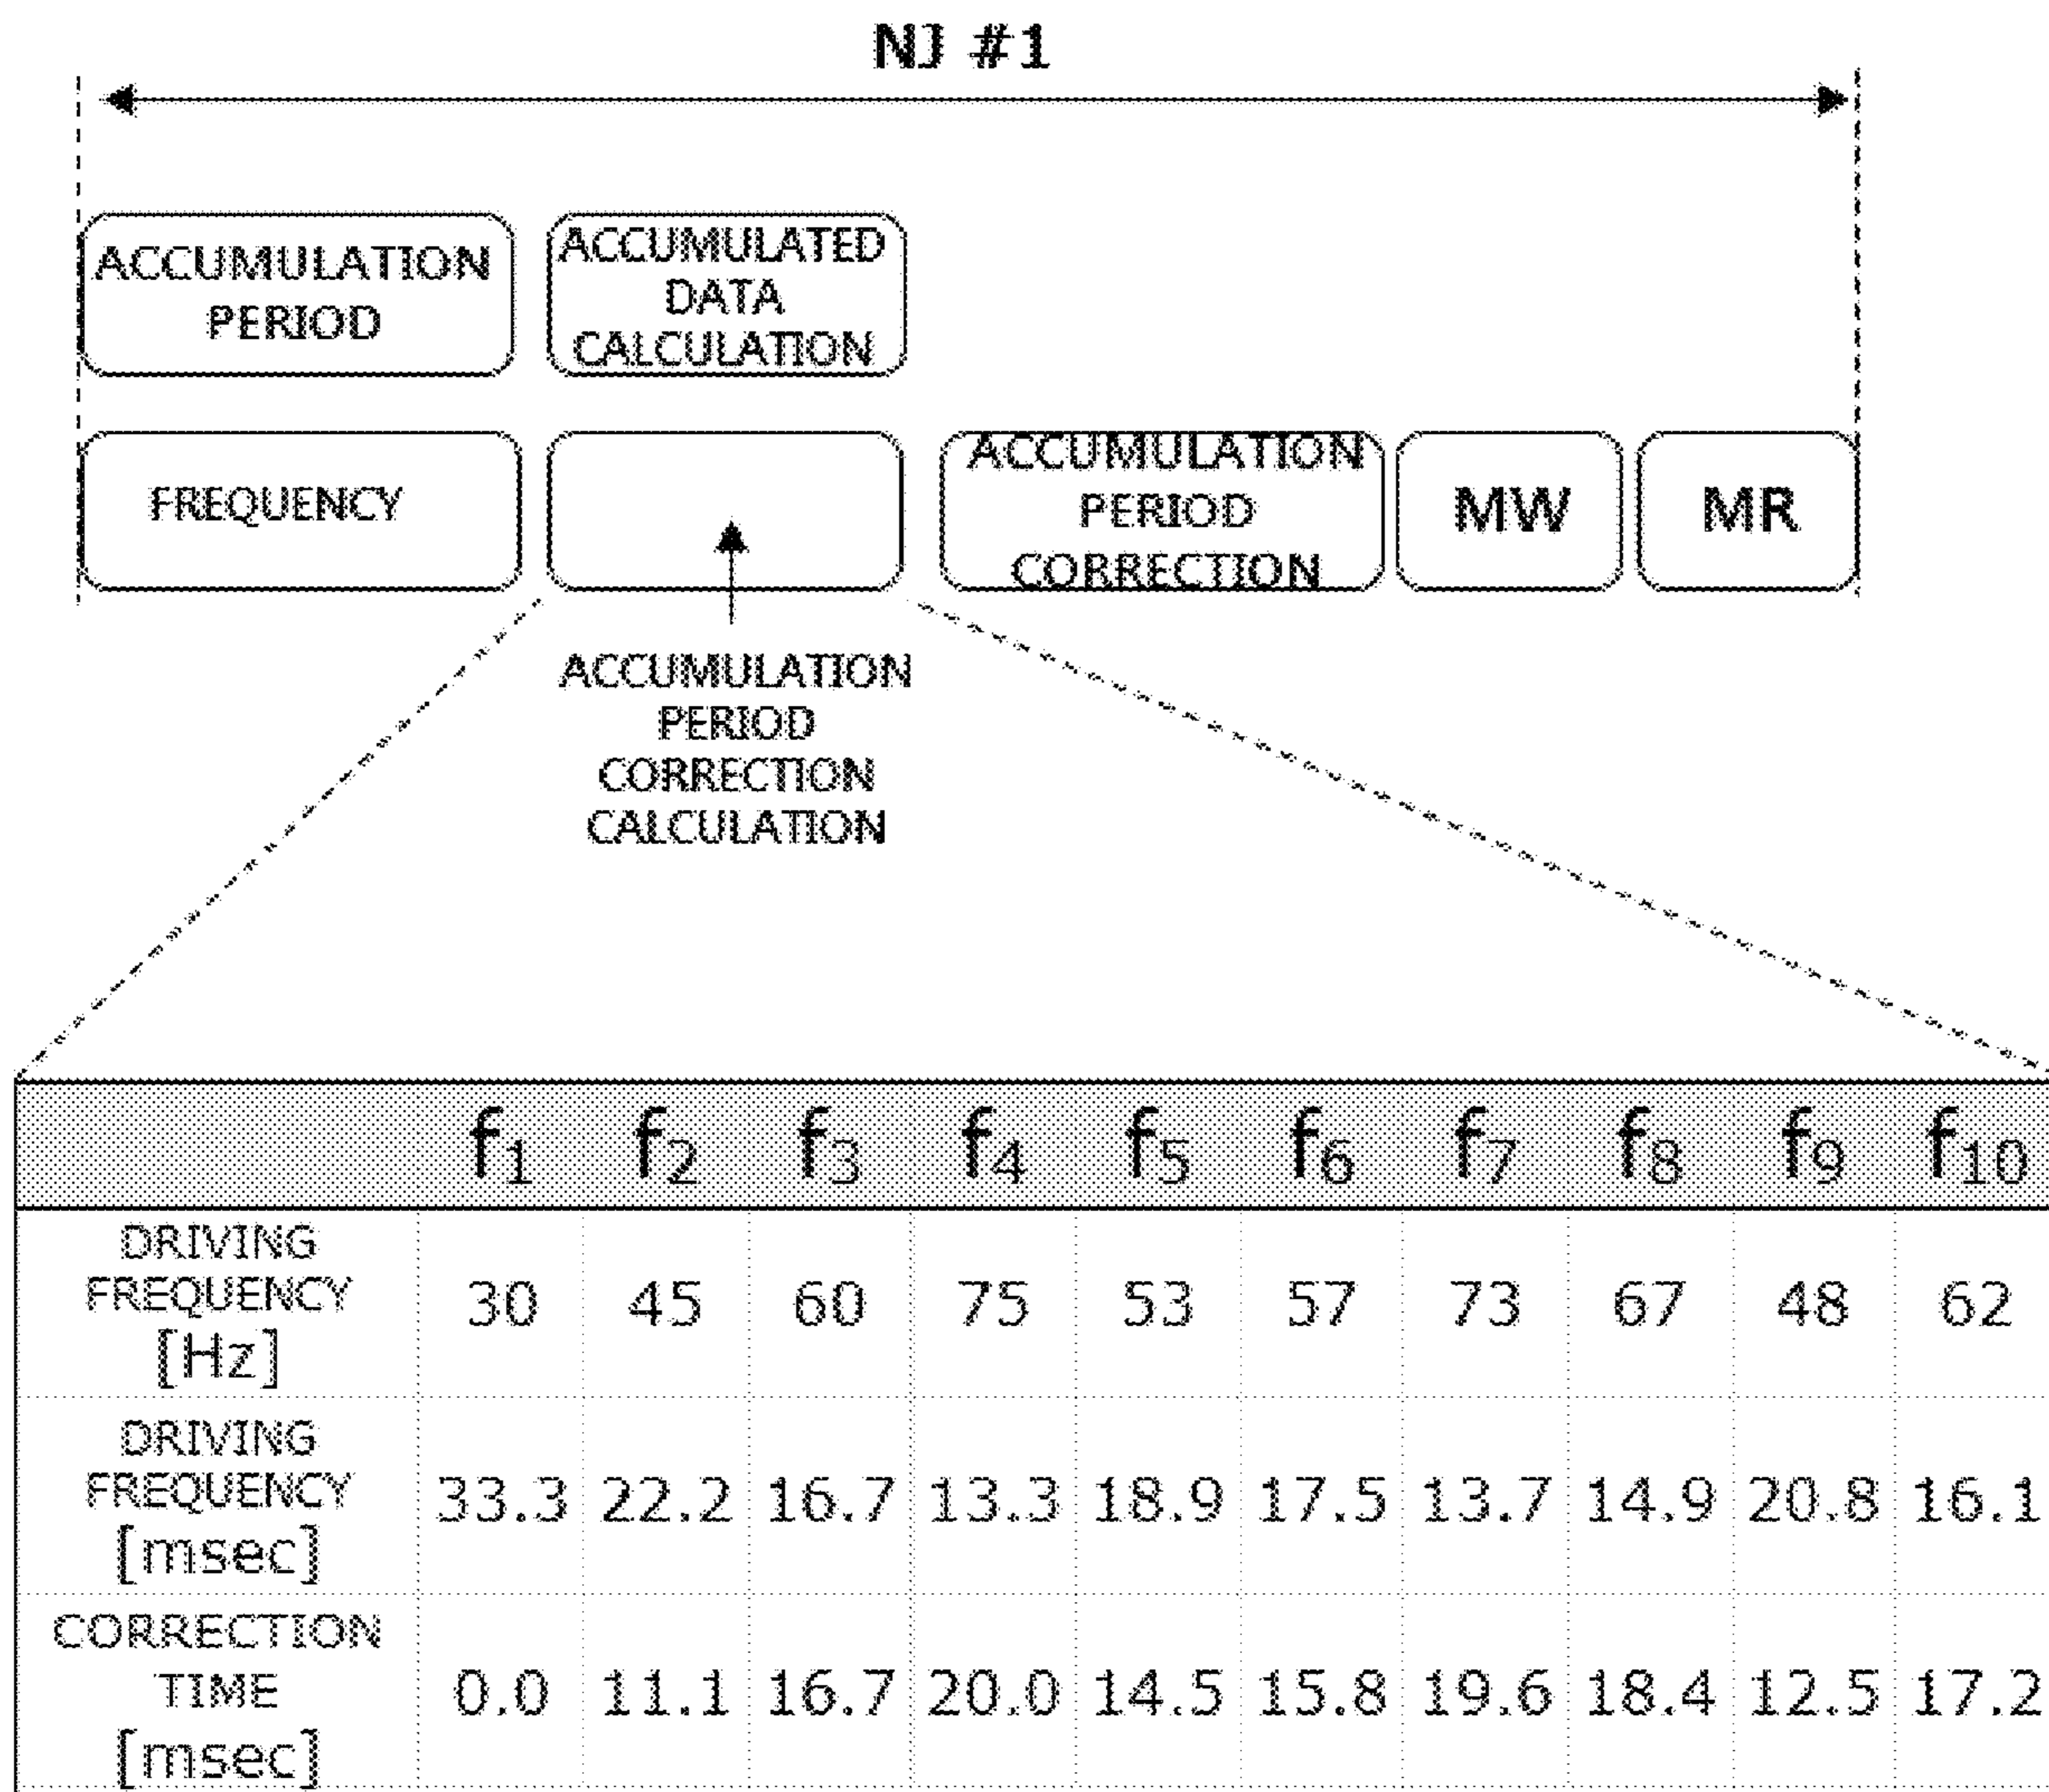 NJ #1
ACCUMULATION
PERIOD
ACCUMULATED
DATA
CALCULATION
FREQUENCY
ACCUMULATION
PERIOD
CORRECTION
MW
MR
ACCUMULATION
PERIOD
CORRECTION
CALCULATION
f1 f2 f3 f4 f5 f6 f7 f8 f9 f10
DRIVING
FREQUENCY
[Hz]
30 45 60 75 53 57 73 67 48 62
DRIVING
FREQUENCY
[msec]
33.3 22.2 16.7 13.3 18.9 17.5 13.7 14.9 20.8 16.1
CORRECTION
TIME
[msec]
0.0 11.1 16.7 20.0 14.5 15.8 19.6 18.4 12.5 17.2